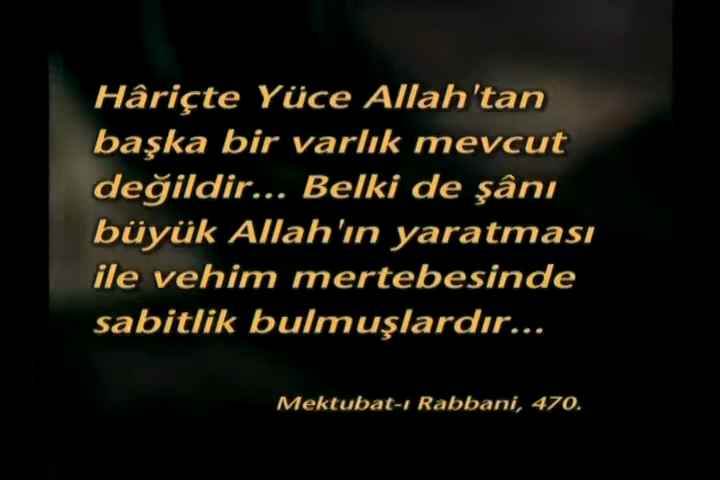 Hâriçte Yüce Allah'tan
başka bir varlık mevcut
değildir... Belki de şânı
büyük Allah'ın yaratması
ile vehim mertebesinde
sabitlik bulmuşlardır...
Mektubat-ı Rabbani, 470.